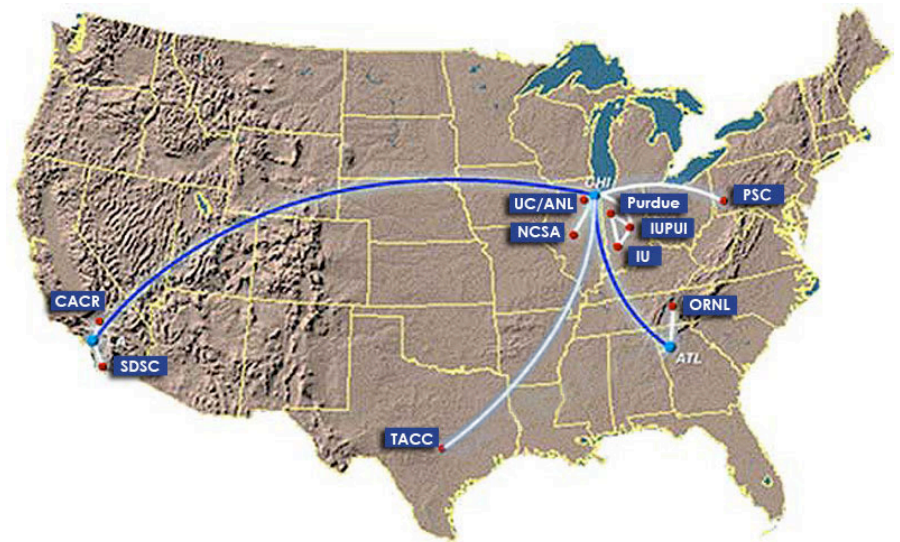 CHI
UC/ANL
Purdue
PSC
NCSA
IUPUI
IU
CACR
ORNL
SDSC
ATL
TACC